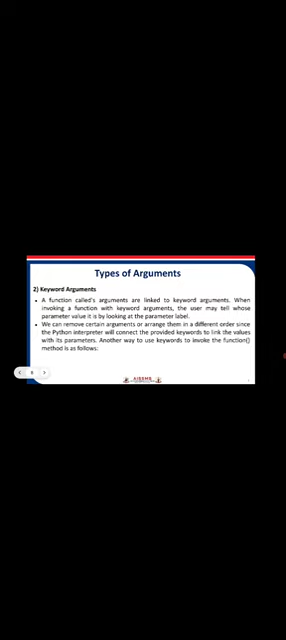 Types of Arguments
2) Keyword Arguments
• A function called's arguments are linked to keyword arguments. When
invoking a function with keyword arguments, the user may tell whose
parameter value it is by looking at the parameter label.
• We can remove certain arguments or arrange them in a different order since
the Python interpreter will connect the provided keywords to link the values
with its parameters. Another way to use keywords to invoke the function()
method is as follows: